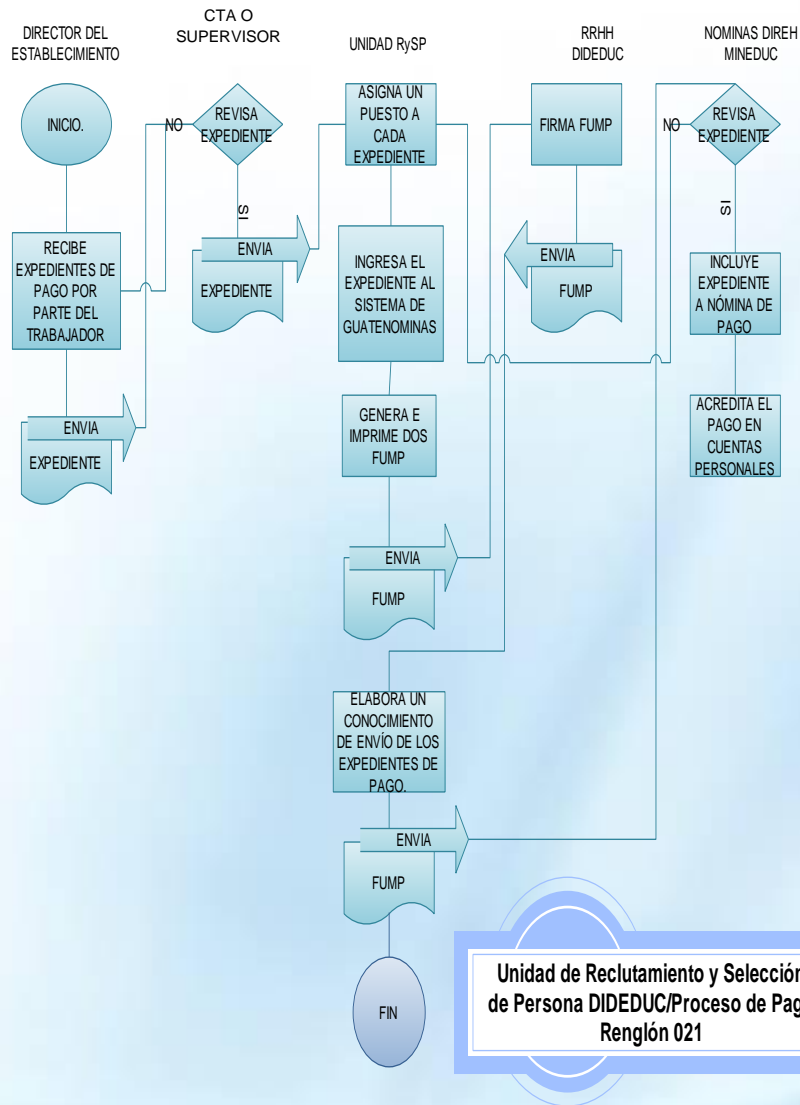 DIRECTOR DEL
ESTABLECIMIENTO
CTA O
SUPERVISOR
UNIDAD RySP
RRHH
DIDEDUC
NOMINAS DIREH
MINEDUC
INICIO.
RECIBE
EXPEDIENTES DE
PAGO POR
PARTE DEL
TRABAJADOR
ENVIA
EXPEDIENTE
NO
REVISA
EXPEDIENTE
SI
ENVIA
EXPEDIENTE
ASIGNA UN
PUESTO A
CADA
EXPEDIENTE
INGRESA EL
EXPEDIENTE AL
SISTEMA DE
GUATENOMINAS
GENERA E
IMPRIME DOS
FUMP
ENVIA
FUMP
FIRMA FUMP
ENVIA
FUMP
ELABORA UN
CONOCIMIENTO
DE ENVÍO DE LOS
EXPEDIENTES DE
PAGO.
ENVIA
FUMP
FIN
NO
REVISA
EXPEDIENTE
SI
INCLUYE
EXPEDIENTE
A NÓMINA DE
PAGO
ACREDITA EL
PAGO EN
CUENTAS
PERSONALES
Unidad de Reclutamiento y Selección
de Persona DIDEDUC/Proceso de Pag
Renglón 021